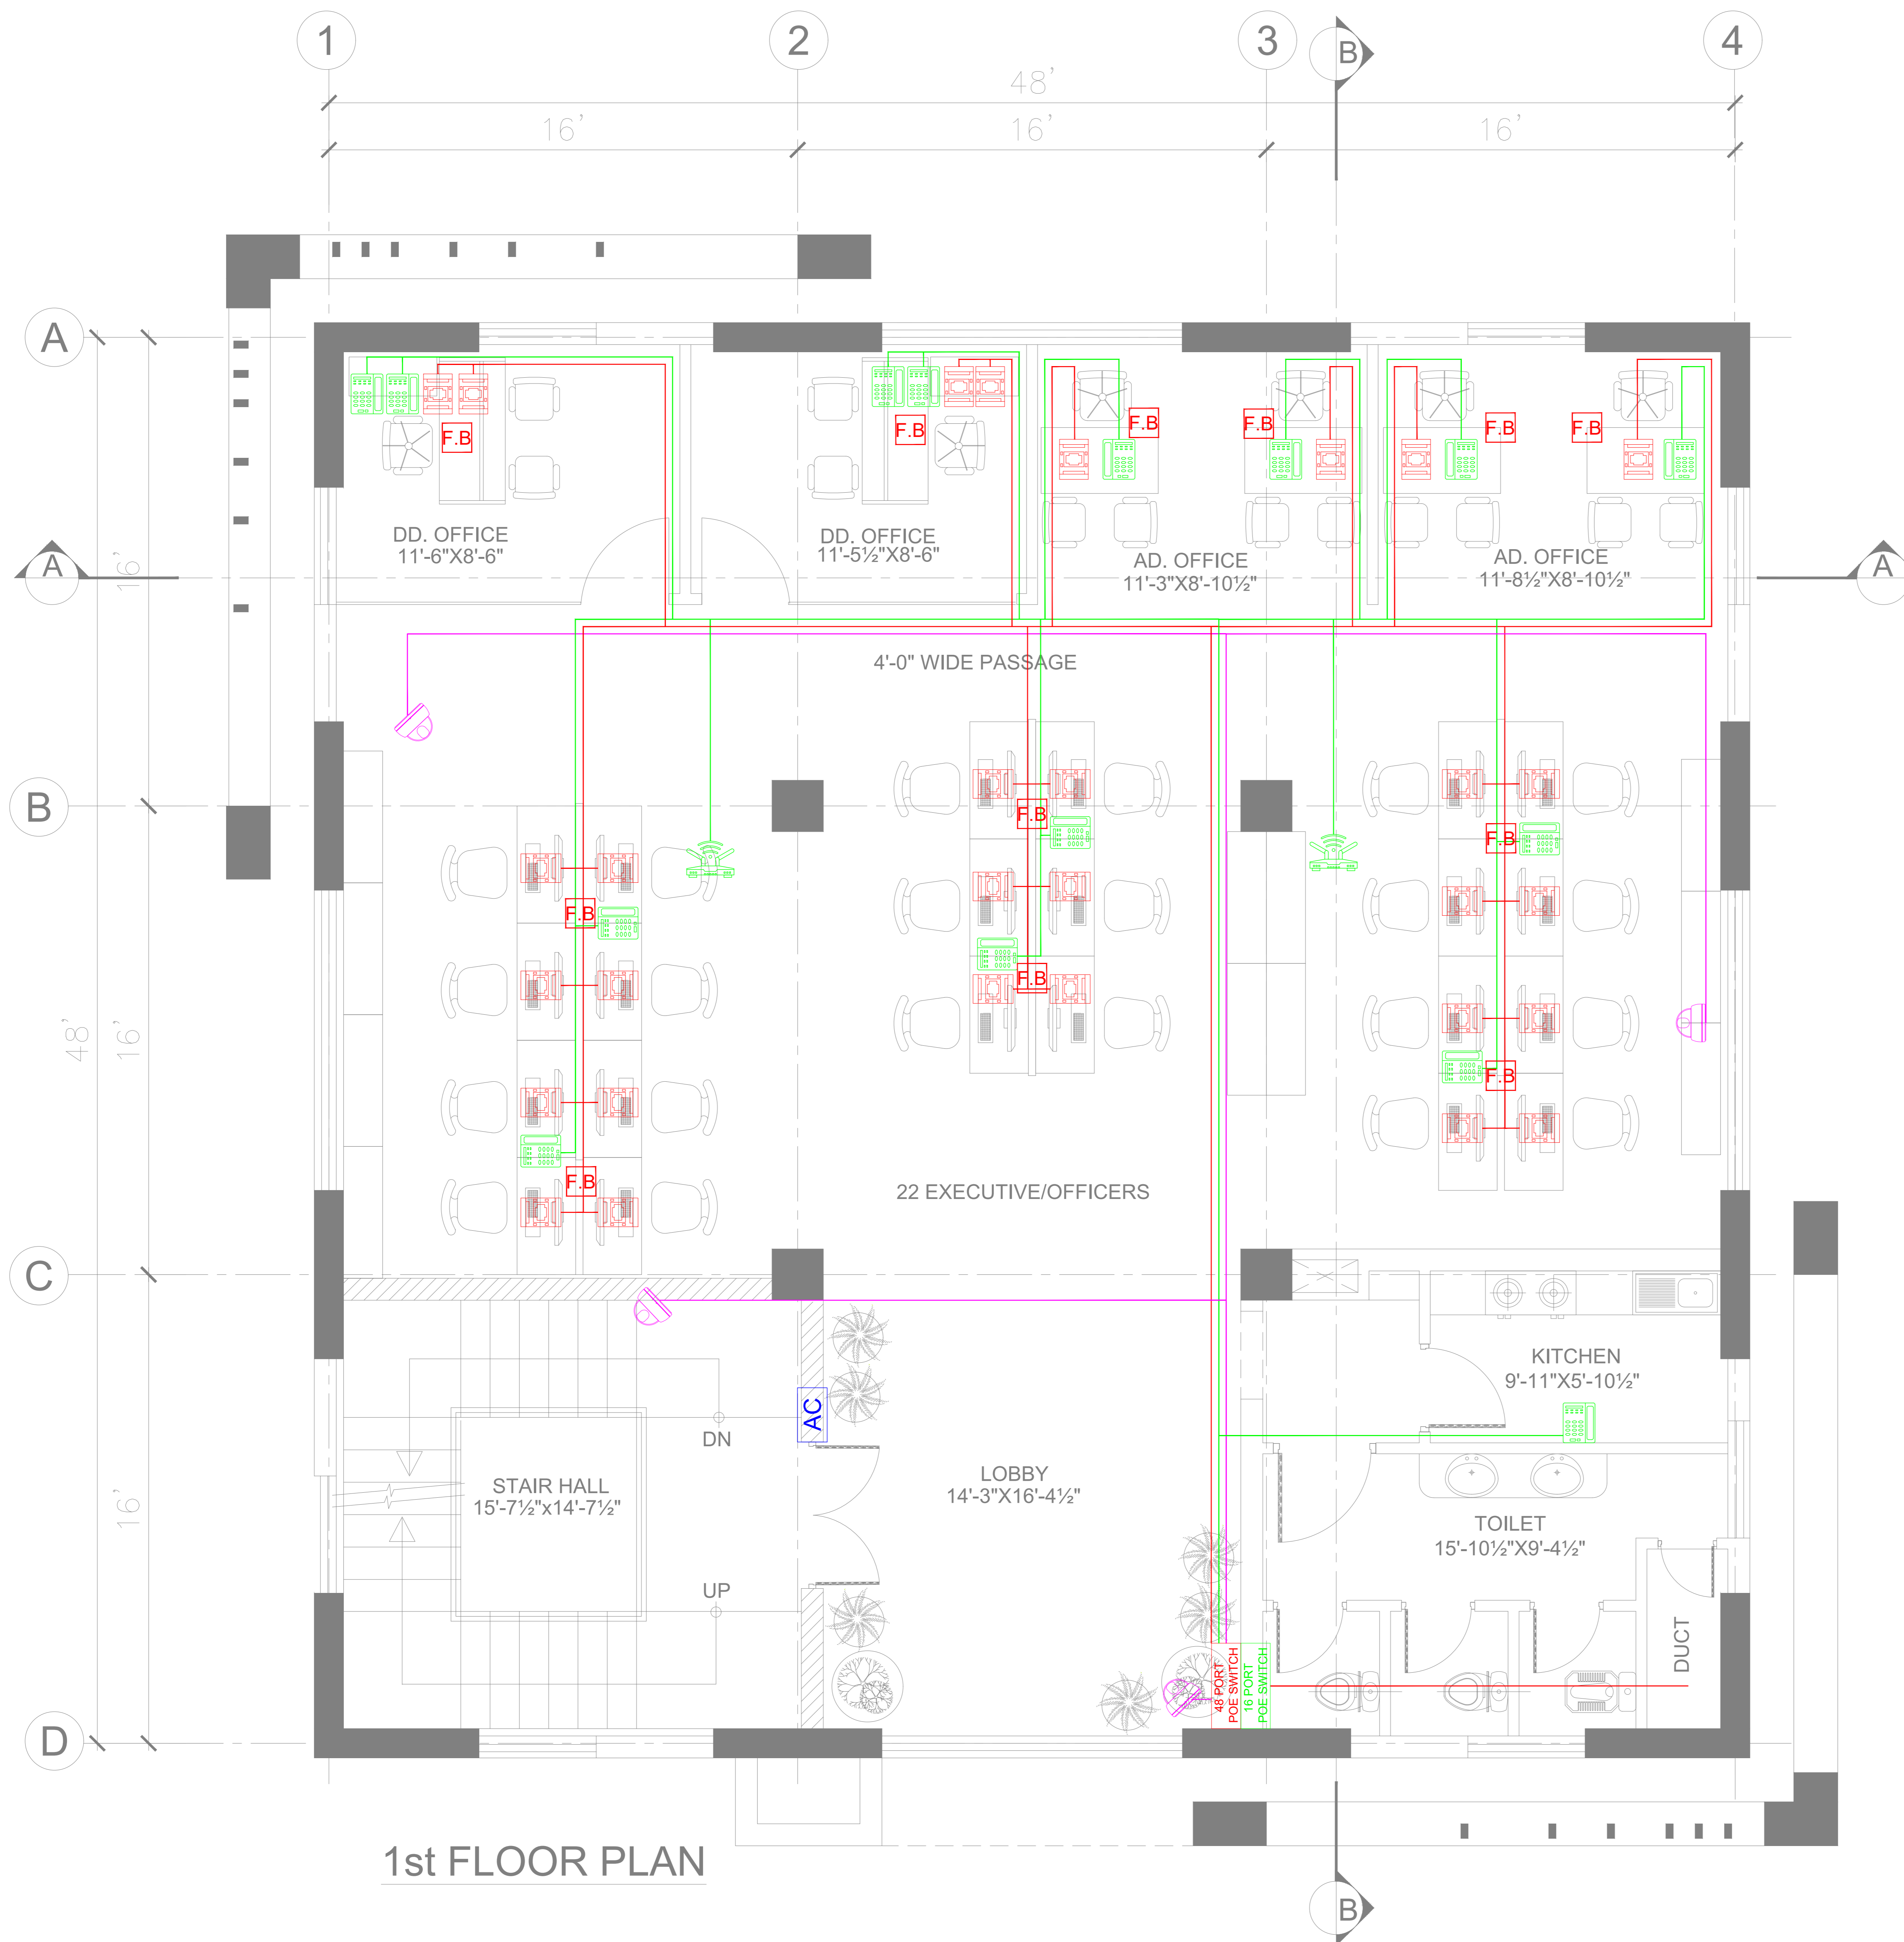 1
2
3
B
4
48'
16'
16'
16'
A
F.B
F.B
F.B
F.B
F.B
F.B
DD. OFFICE
11'-6"X8'-6"
DD. OFFICE
11'-5½"X8'-6"
AD. OFFICE
11'-3"X8'-10½"
AD. OFFICE
11'-8½"X8'-10½"
A
16'
A
4'-0" WIDE PASSAGE
B
F.B
F.B
F.B
F.B
48'
16'
F.B
F.B
22 EXECUTIVE/OFFICERS
C
KITCHEN
9'-11"X5'-10½"
AC
DN
STAIR HALL
15'-7½"x14'-7½"
LOBBY
14'-3"X16'-4½"
16'
TOILET
15'-10½"X9'-4½"
UP
DUCT
48 PORT
POE SWITCH
16 PORT
POE SWITCH
D
1st FLOOR PLAN
B